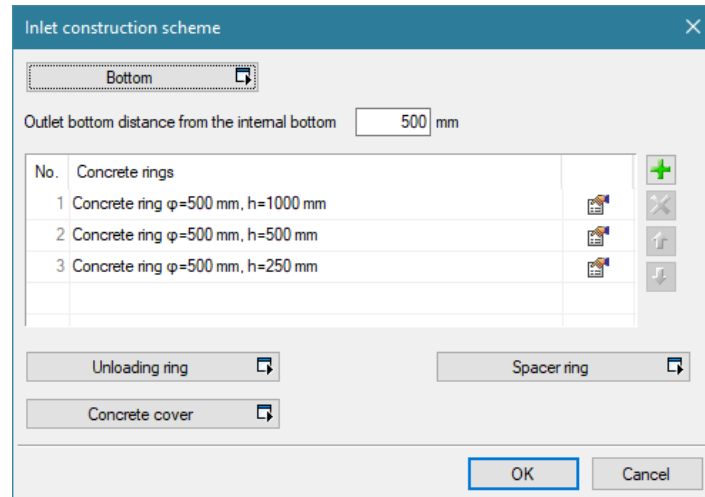 Inlet construction scheme
Bottom
Outlet bottom distance from the internal bottom 500 mm
No. Concrete rings
1 Concrete ring φ=500 mm, h=1000 mm
2 Concrete ring φ=500 mm, h=500 mm
3 Concrete ring φ=500 mm, h=250 mm
Unloading ring Spacer ring
Concrete cover
OK Cancel